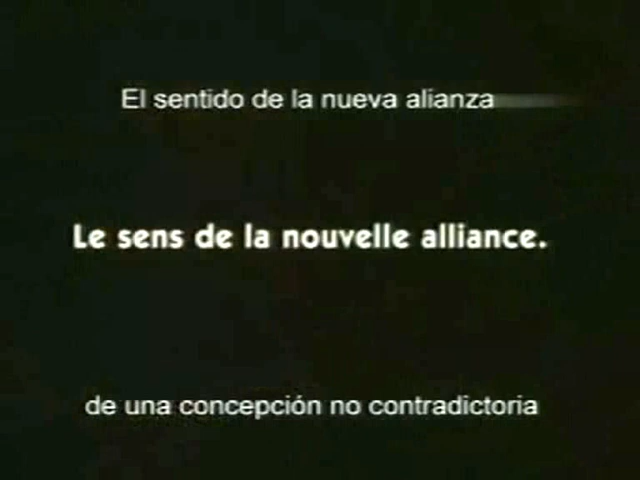 El sentido de la nueva alianza
Le sens de la nouvelle alliance.
de una concepción no contradictoria